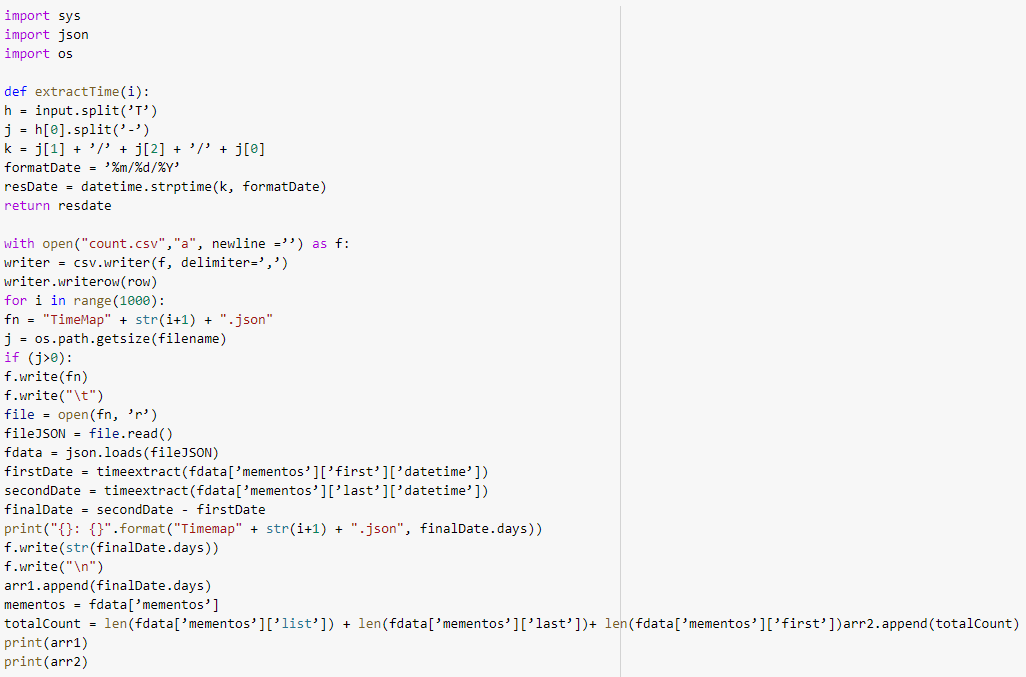 import sys
import json
import os
def extractTime(i):
h = input.split(’T’)
j = h[0].split(’-’)
k = j[1] + ’/’ + j[2] + ’/’ + j[0]
formatDate = ’%m/%d/%Y’
resDate = datetime.strptime(k, formatDate)
return resdate
with open("count.csv","a", newline =’’) as f:
writer = csv.writer(f, delimiter=’,’)
writer.writerow(row)
for i in range(1000):
fn = "TimeMap" + str(i+1) + ".json"
j = os.path.getsize(filename)
if (j>0):
f.write(fn)
f.write("\t")
file = open(fn, ’r’)
fileJSON = file.read()
fdata = json.loads(fileJSON)
firstDate = timeextract(fdata[’mementos’][’first’][’datetime’])
secondDate = timeextract(fdata[’mementos’][’last’][’datetime’])
finalDate = secondDate - firstDate
print("{}: {}".format("Timemap" + str(i+1) + ".json", finalDate.days))
f.write(str(finalDate.days))
f.write("\n")
arr1.append(finalDate.days)
mementos = fdata[’mementos’]
totalCount = len(fdata[’mementos’][’list’]) + len(fdata[’mementos’][’last’])+ len(fdata[’mementos’][’first’])arr2.append(totalCount)
print(arr1)
print(arr2)